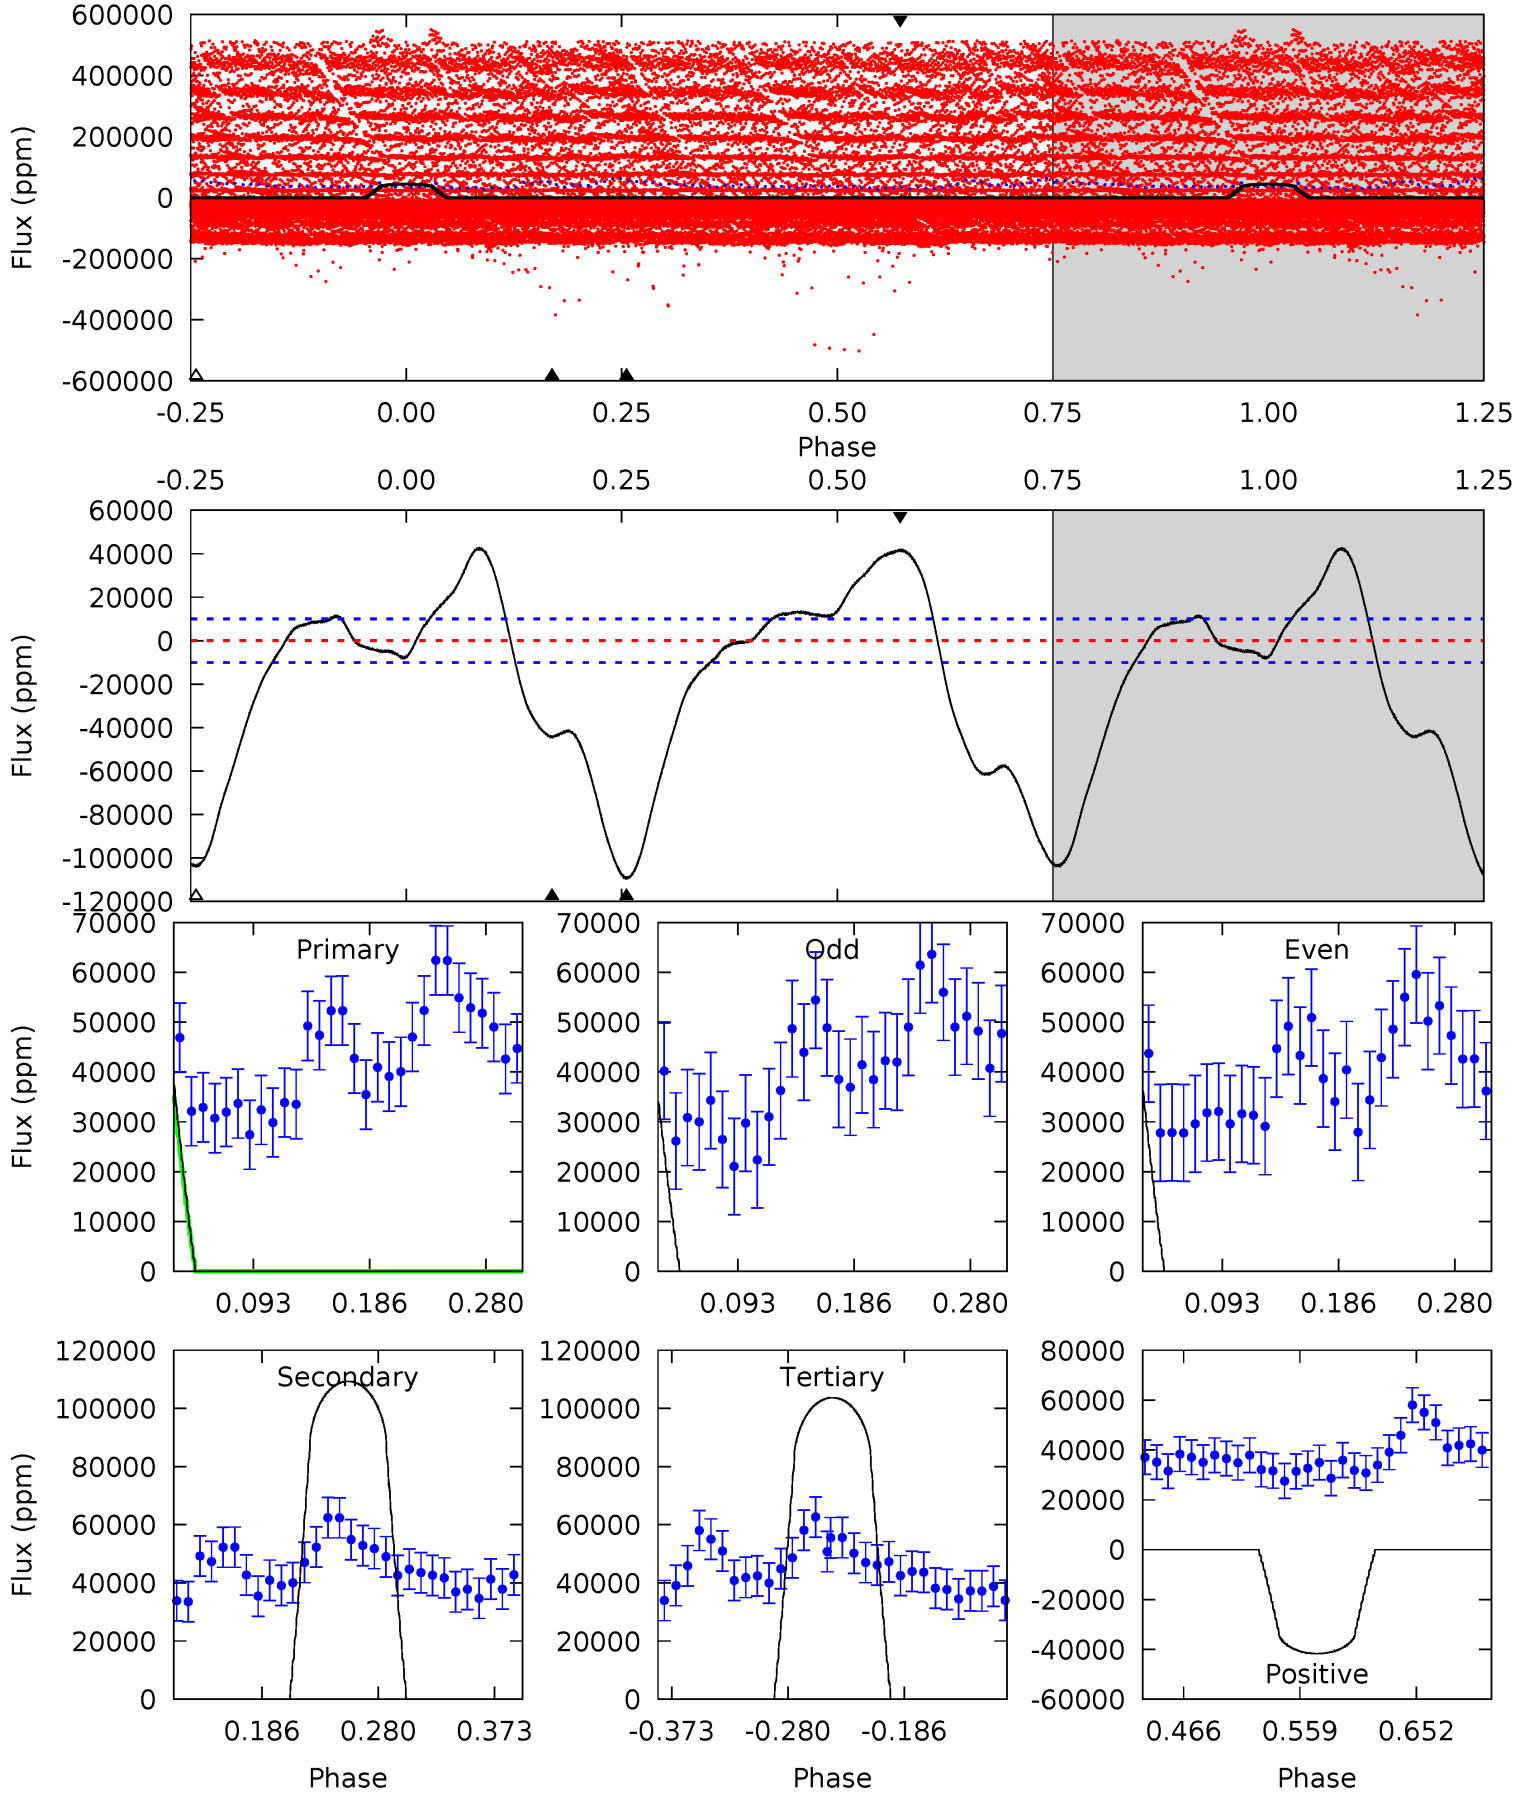 600000
400000
200000
0
-200000
-400000
-600000
Flux (ppm)
-0.25 0.00 0.25 0.50 0.75 1.00 1.25
Phase
-0.25 0.00 0.25 0.50 0.75 1.00 1.25
60000
40000
20000
0
-20000
-40000
-60000
-80000
-100000
-120000
Flux (ppm)
Primary
70000
60000
50000
40000
30000
20000
10000
0
Flux (ppm)
0.093 0.186 0.280
Odd
70000
60000
50000
40000
30000
20000
10000
0
0.093 0.186 0.280
Even
70000
60000
50000
40000
30000
20000
10000
0
0.093 0.186 0.280
Secondary
120000
100000
80000
60000
40000
20000
0
Flux (ppm)
0.186 0.280 0.373
Phase
Tertiary
120000
100000
80000
60000
40000
20000
0
-0.373 -0.280 -0.186
Phase
80000
60000
40000
20000
0
-20000
-40000
-60000
Positive
0.466 0.559 0.652
Phase